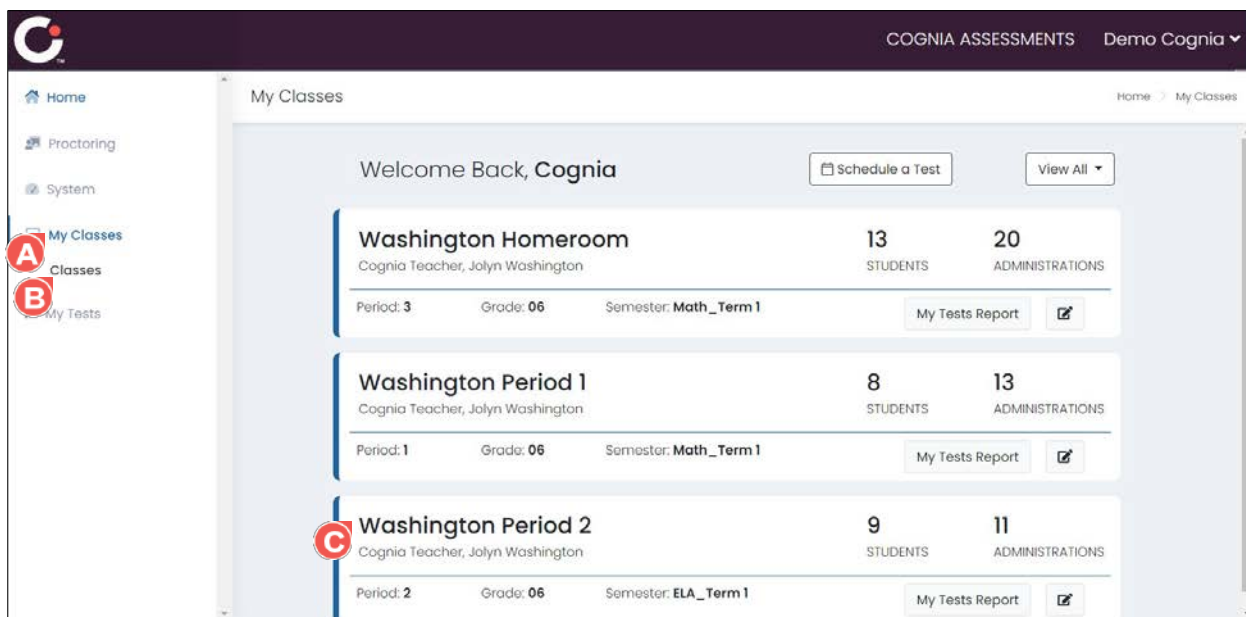 COGNIA ASSESSMENTS Demo Cognia
Home
My Classes
Home My Classes
Proctoring
Welcome Back, Cognia
Schedule a Test
View All
System
My Classes
A
Classes
B
My Tests
Washington Homeroom
13
20
Cognia Teacher, Jolyn Washington
STUDENTS
ADMINISTRATIONS
Period: 3 Grade: 06 Semester: Math_Term 1
My Tests Report
Washington Period 1
8
13
Cognia Teacher, Jolyn Washington
STUDENTS
ADMINISTRATIONS
Period: 1 Grade: 06 Semester: Math_Term 1
My Tests Report
C
Washington Period 2
9
11
Cognia Teacher, Jolyn Washington
STUDENTS
ADMINISTRATIONS
Period: 2 Grade: 06 Semester: ELA_Term 1
My Tests Report